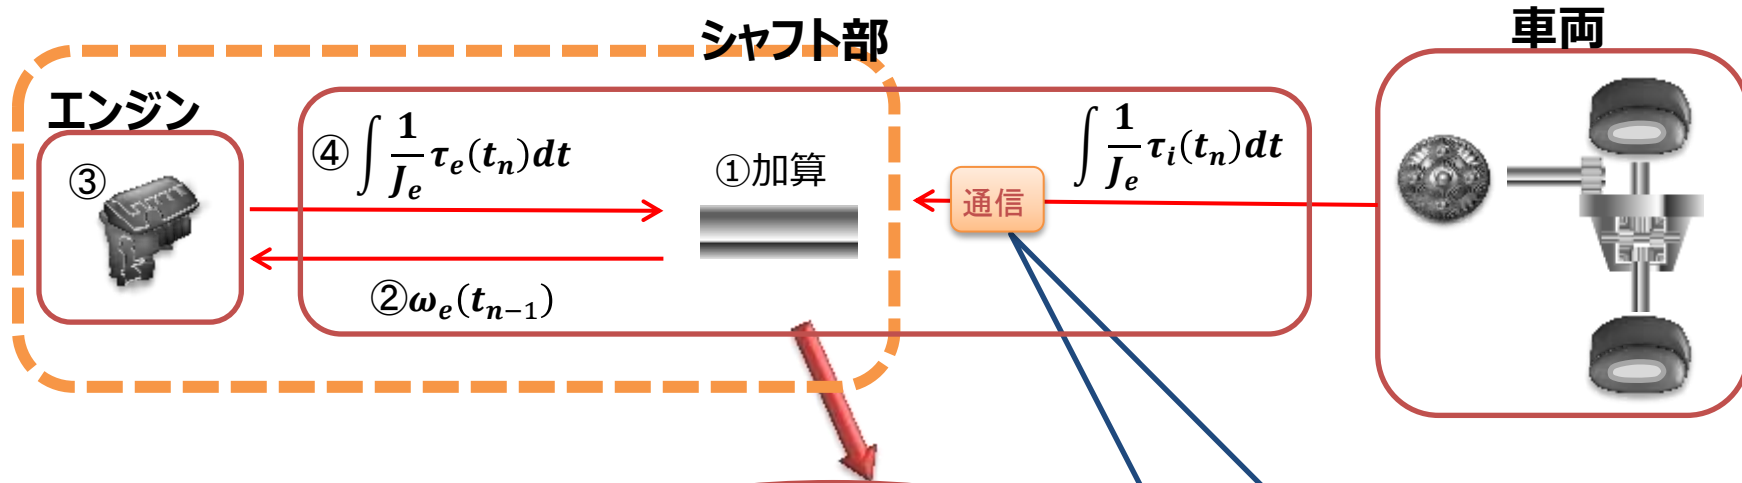 シャフト部
車両
エンジン
③
④∫ 1/J_e τ_e(t_n)dt
①加算
②ω_e(t_{n−1})
通信
∫ 1/J_e τ_i(t_n)dt